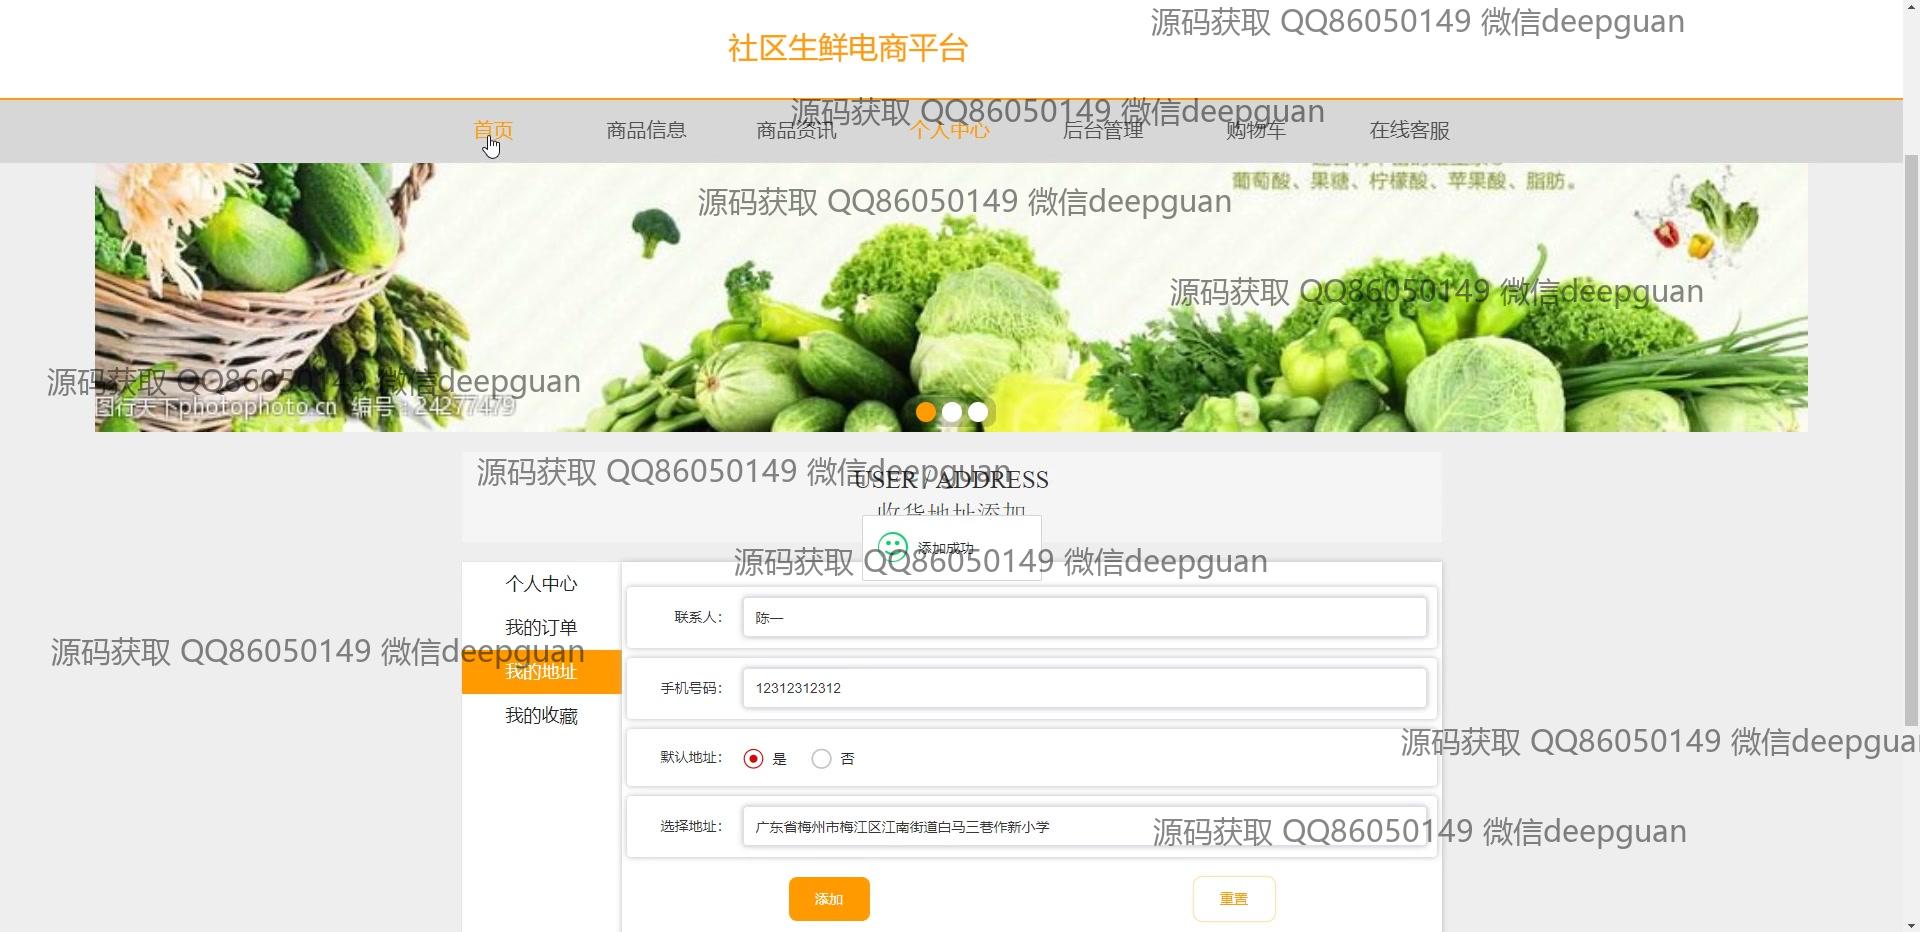 源码获取 QQ86050149 微信deepguan
社区生鲜电商平台
源码获取 QQ86050149 微信deepguan
首页 商品信息 商品资讯 个人中心 后台管理 购物车 在线客服
葡萄酸、果糖、柠檬酸、苹果酸、脂肪。
源码获取 QQ86050149 微信deepguan
源码获取 QQ86050149 微信deepguan
源码获取 QQ86050149 微信deepguan
图行天下photophoto.cn 编号:24277479
源码获取 QQ86050149 微信deepguan
USER / ADDRESS
收货地址添加
添加成功
源码获取 QQ86050149 微信deepguan
个人中心
我的订单
我的地址
我的收藏
源码获取 QQ86050149 微信deepguan
联系人: 陈一
手机号码: 12312312312
默认地址: 是 否
源码获取 QQ86050149 微信deepgua
选择地址: 广东省梅州市梅江区江南街道白马三巷作新小学
源码获取 QQ86050149 微信deepguan
添加 重置